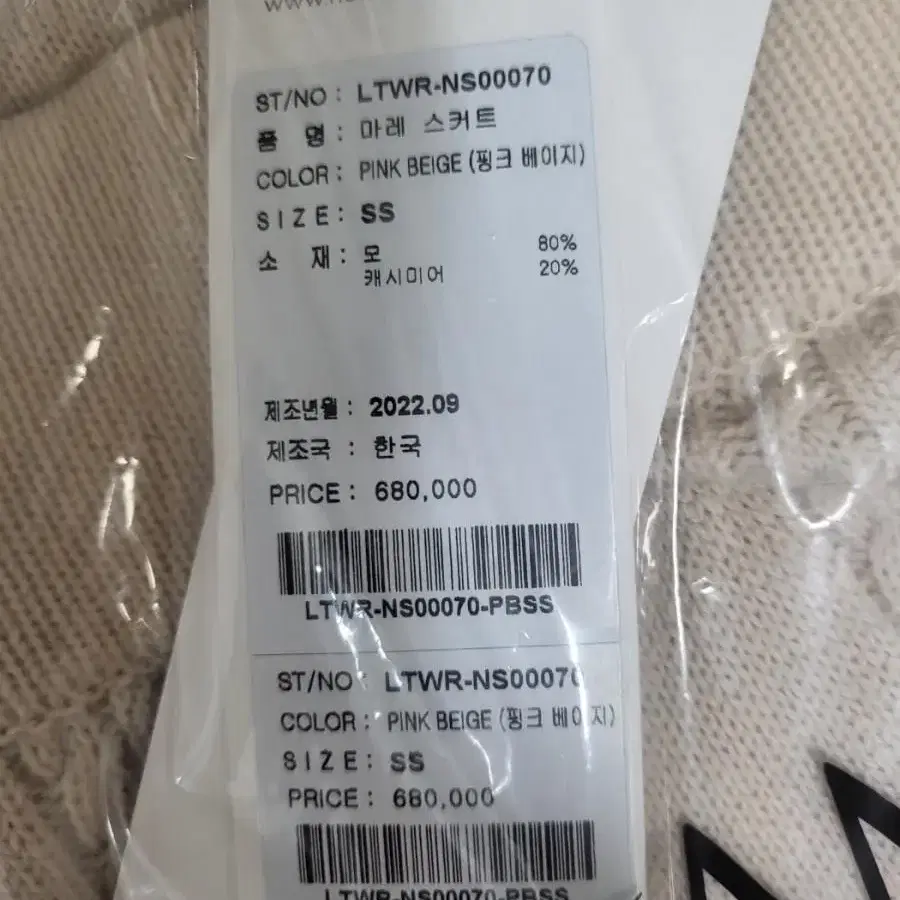 ST/NO : LTWR-NS00070
품 명 : 마레 스커트
COLOR : PINK BEIGE (핑크 베이지)
SIZE : SS
소 재 : 모 80%
캐시미어 20%
제조년월 : 2022.09
제조국 : 한국
PRICE : 680,000
LTWR-NS00070-PBSS
ST/NO : LTWR-NS00070
COLOR : PINK BEIGE (핑크 베이지)
SIZE : SS
PRICE : 680,000
LTWR-NS00070-PBSS